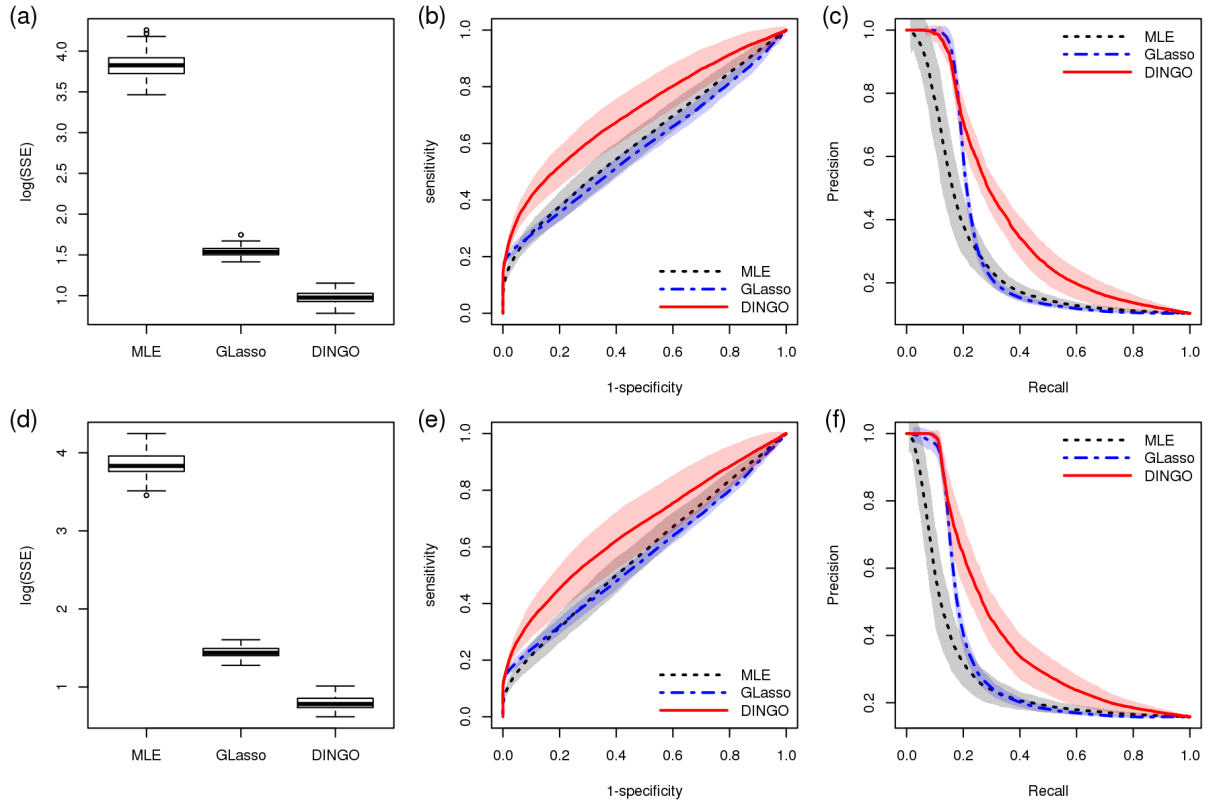 (a)
log(SSE)
4.0
3.5
3.0
2.5
2.0
1.5
1.0
MLE GLasso DINGO
(b)
sensitivity
1.0
0.8
0.6
0.4
0.2
0.0
MLE
GLasso
DINGO
0.0 0.2 0.4 0.6 0.8 1.0
1-specificity
(c)
Precision
1.0
0.8
0.6
0.4
0.2
MLE
GLasso
DINGO
0.0 0.2 0.4 0.6 0.8 1.0
Recall
(d)
log(SSE)
4
3
2
1
MLE GLasso DINGO
(e)
sensitivity
1.0
0.8
0.6
0.4
0.2
0.0
MLE
GLasso
DINGO
0.0 0.2 0.4 0.6 0.8 1.0
1-specificity
(f)
Precision
1.0
0.8
0.6
0.4
0.2
MLE
GLasso
DINGO
0.0 0.2 0.4 0.6 0.8 1.0
Recall